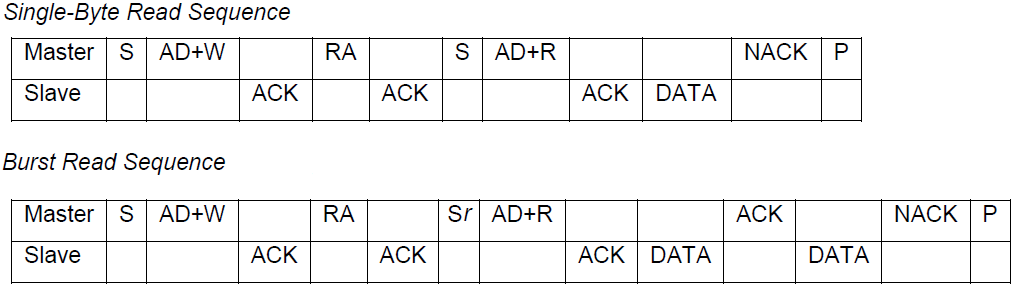 Single-Byte Read Sequence
Master S AD+W RA S AD+R NACK P
Slave ACK ACK ACK DATA
Burst Read Sequence
Master S AD+W RA Sr AD+R ACK NACK P
Slave ACK ACK ACK DATA DATA